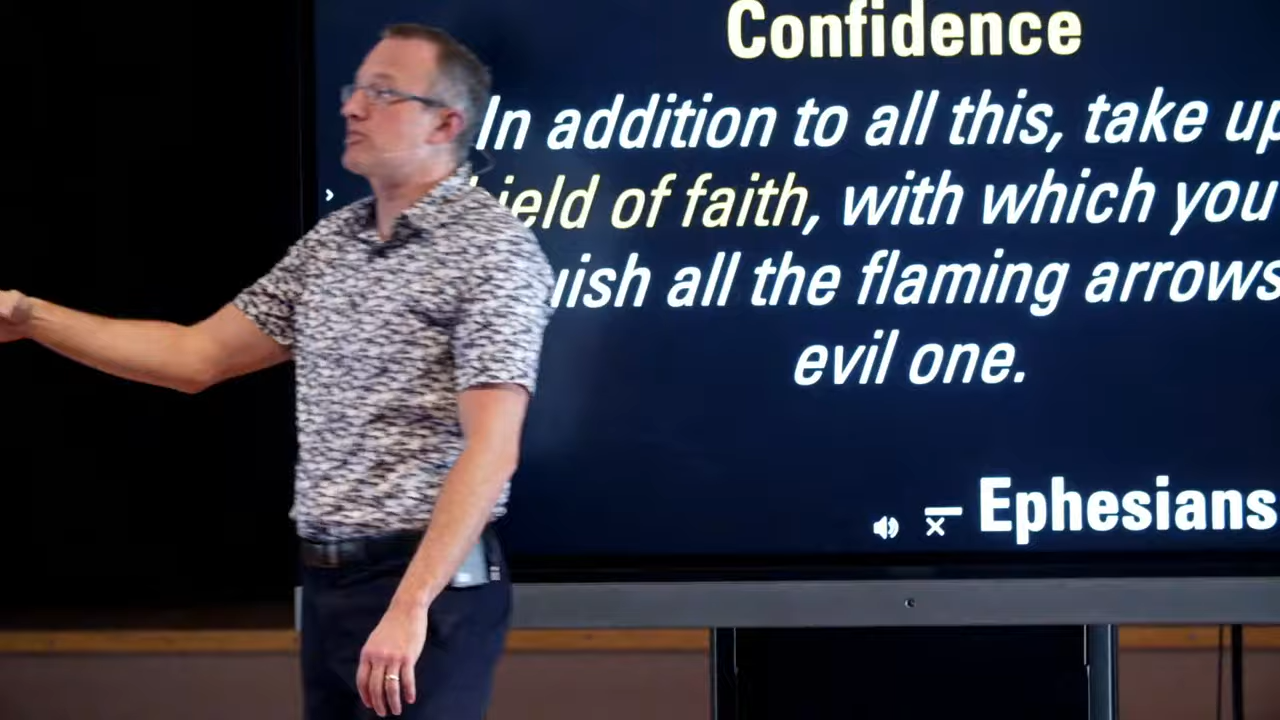 Confidence
In addition to all this, take up
ield of faith, with which you
uish all the flaming arrows
evil one.
Ephesians